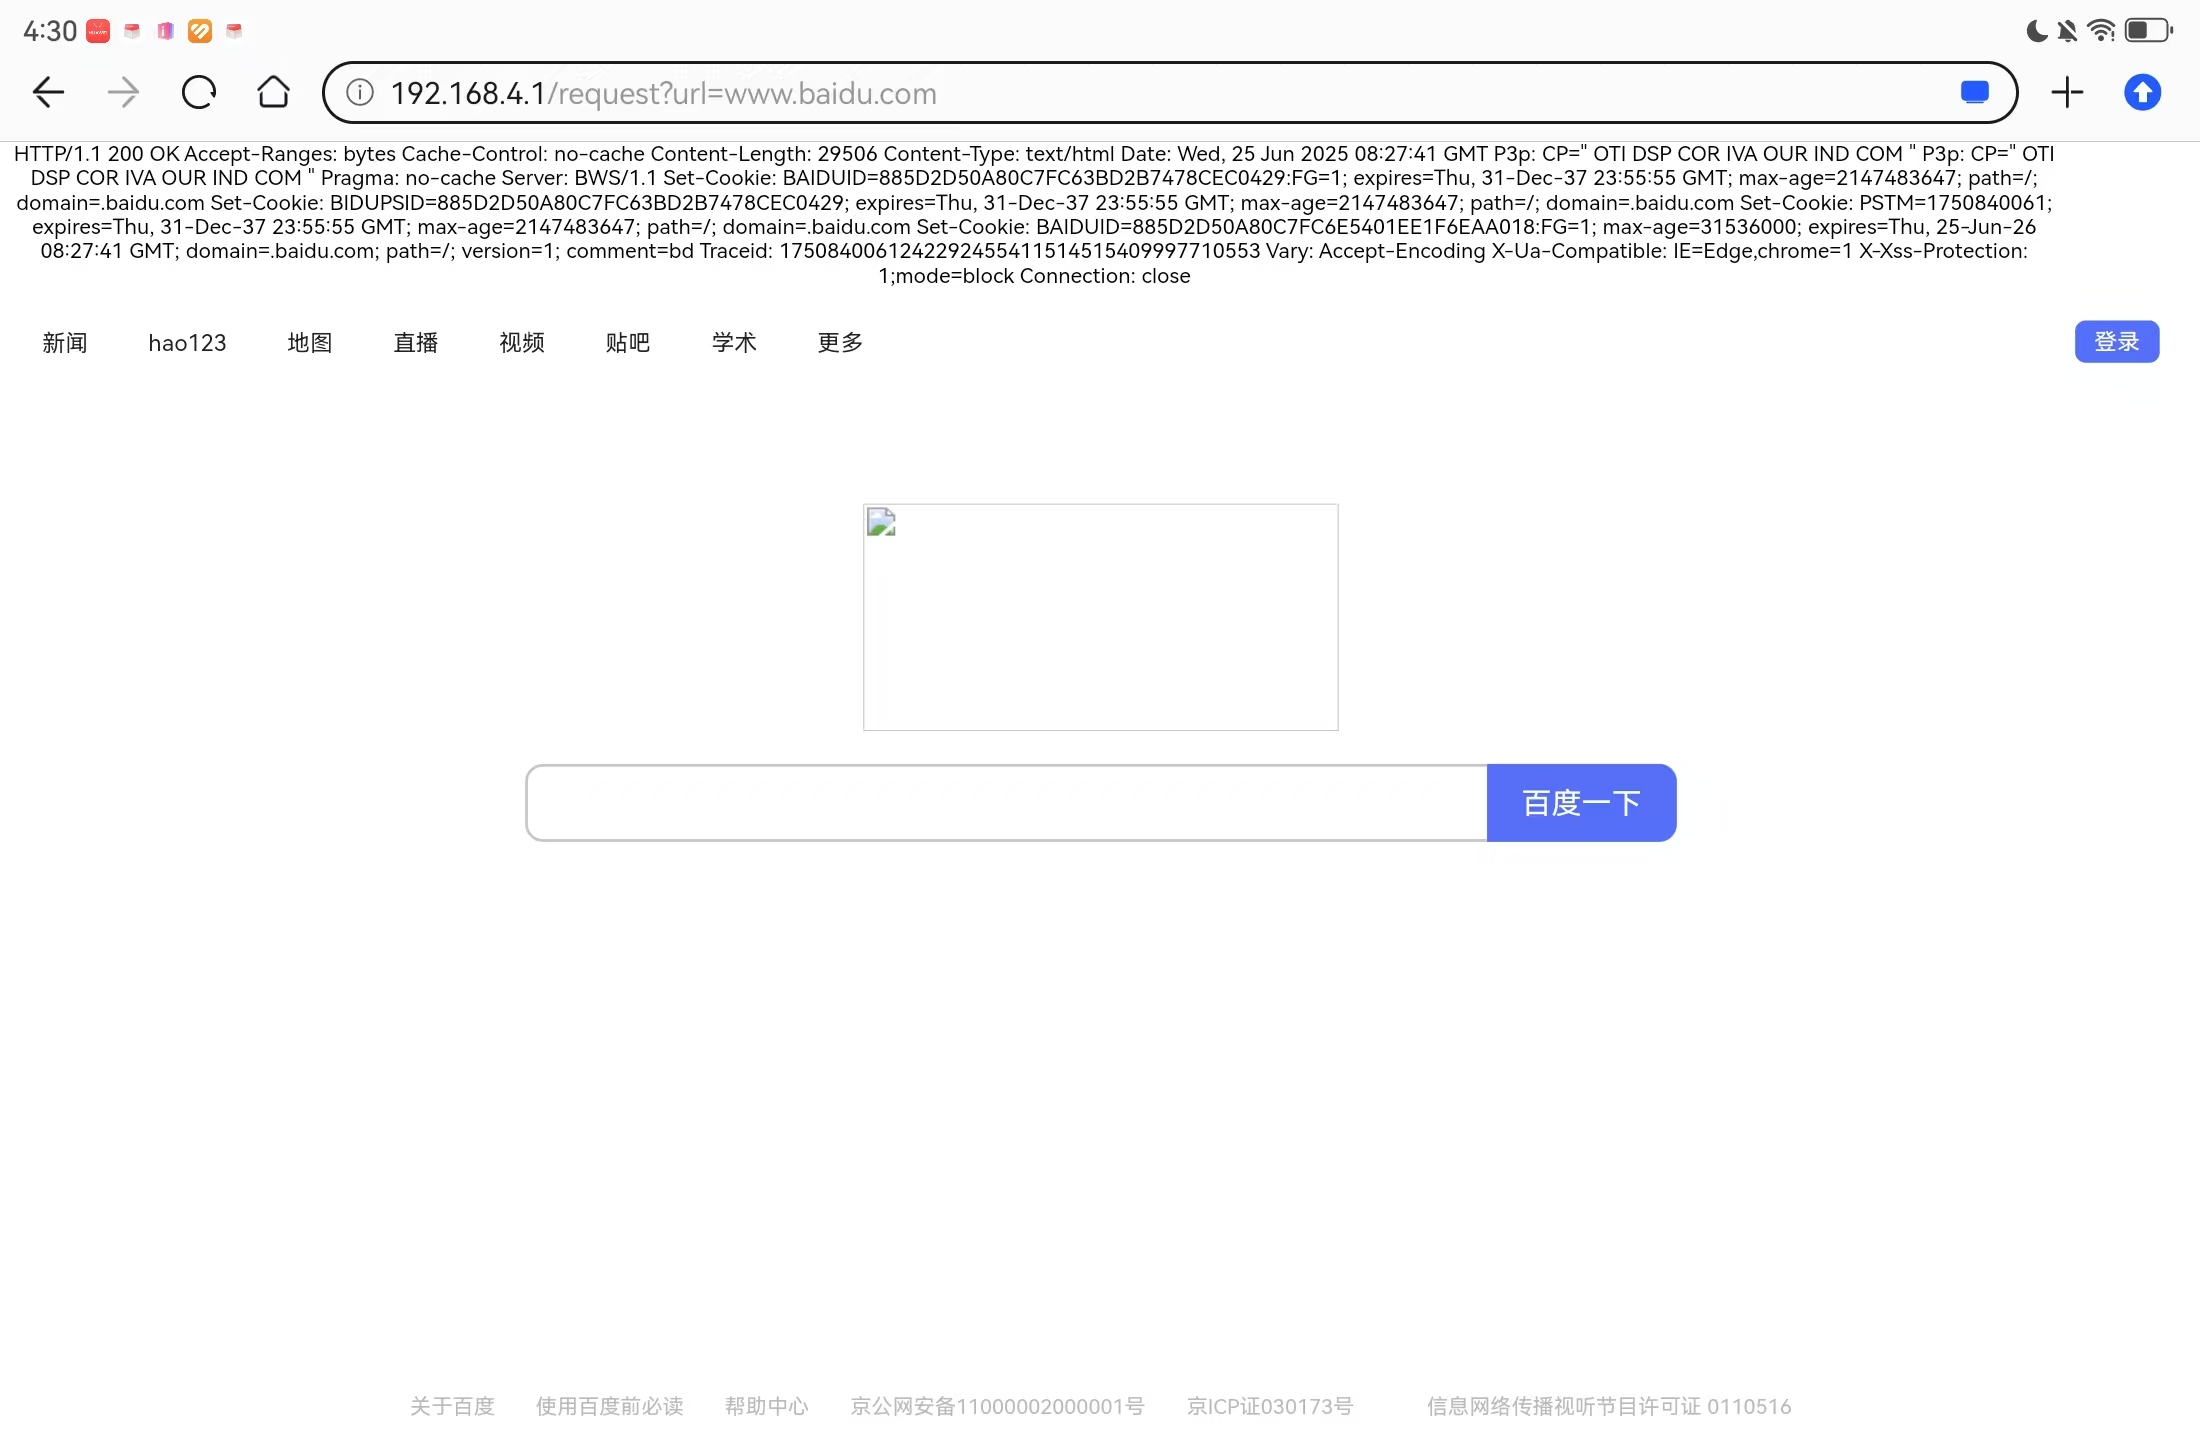 4:30
192.168.4.1/request?url=www.baidu.com
HTTP/1.1 200 OK Accept-Ranges: bytes Cache-Control: no-cache Content-Length: 29506 Content-Type: text/html Date: Wed, 25 Jun 2025 08:27:41 GMT P3p: CP=" OTI DSP COR IVA OUR IND COM " P3p: CP=" OTI
DSP COR IVA OUR IND COM " Pragma: no-cache Server: BWS/1.1 Set-Cookie: BAIDUID=885D2D50A80C7FC63BD2B7478CEC0429:FG=1; expires=Thu, 31-Dec-37 23:55:55 GMT; max-age=2147483647; path=/;
domain=.baidu.com Set-Cookie: BIDUPSID=885D2D50A80C7FC63BD2B7478CEC0429; expires=Thu, 31-Dec-37 23:55:55 GMT; max-age=2147483647; path=/; domain=.baidu.com Set-Cookie: PSTM=1750840061;
expires=Thu, 31-Dec-37 23:55:55 GMT; max-age=2147483647; path=/; domain=.baidu.com Set-Cookie: BAIDUID=885D2D50A80C7FC6E5401EE1F6EAA018:FG=1; max-age=31536000; expires=Thu, 25-Jun-26
08:27:41 GMT; domain=.baidu.com; path=/; version=1; comment=bd Traceid: 1750840061242292455411514515409997710553 Vary: Accept-Encoding X-Ua-Compatible: IE=Edge,chrome=1 X-Xss-Protection:
1;mode=block Connection: close
新闻 hao123 地图 直播 视频 贴吧 学术 更多 登录
百度一下
关于百度 使用百度前必读 帮助中心 京公网安备11000002000001号 京ICP证030173号 信息网络传播视听节目许可证 0110516